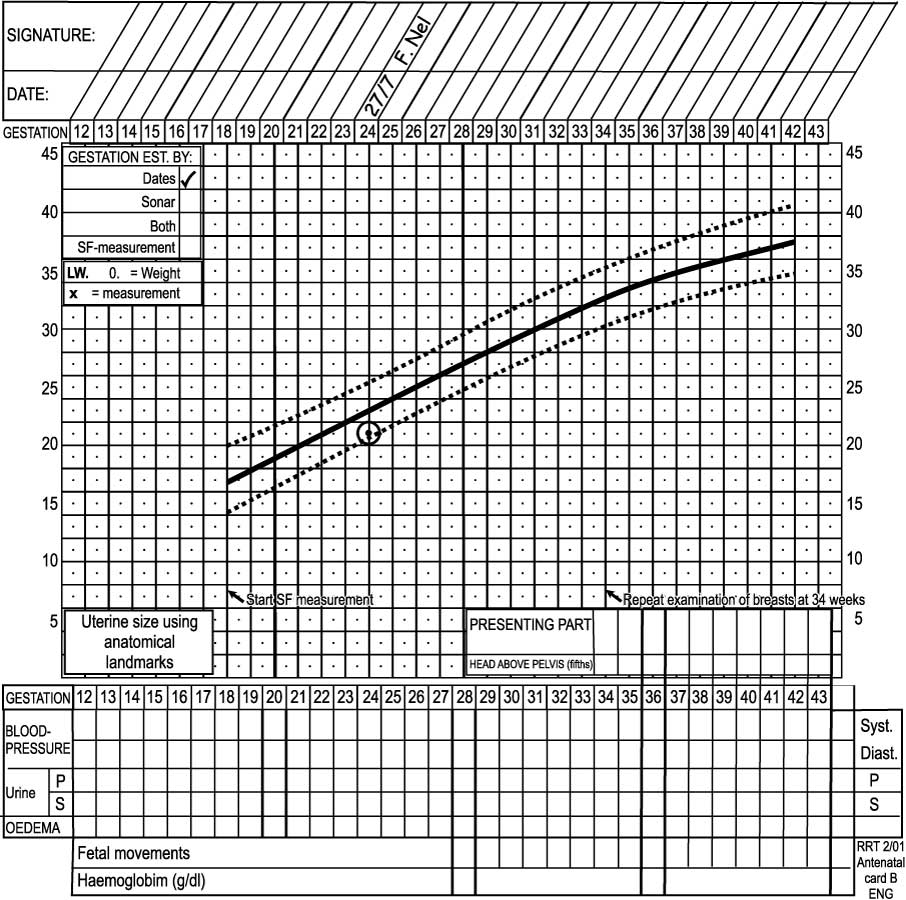 SIGNATURE: F. Nel
DATE: 27/7
GESTATION 12 13 14 15 16 17 18 19 20 21 22 23 24 25 26 27 28 29 30 31 32 33 34 35 36 37 38 39 40 41 42 43
45 45
GESTATION EST. BY:
Dates ✓
Sonar
40 40
Both
SF-measurement
35 LW. 0. = Weight 35
x = measurement
30 30
25 25
20 20
15 15
10 10
Start SF measurement
Repeat examination of breasts at 34 weeks
5 5
Uterine size using
anatomical
landmarks
PRESENTING PART
HEAD ABOVE PELVIS (fifths)
GESTATION 12 13 14 15 16 17 18 19 20 21 22 23 24 25 26 27 28 29 30 31 32 33 34 35 36 37 38 39 40 41 42 43
BLOOD-
PRESSURE
Syst.
Diast.
Urine P P
S S
OEDEMA
Fetal movements
Haemoglobim (g/dl)
RRT 2/01
Antenatal
card B
ENG